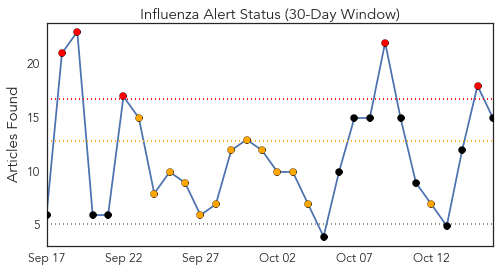 Influenza Alert Status (30-Day Window)
Articles Found
20
15
10
5
Sep 17 Sep 22 Sep 27 Oct 02 Oct 07 Oct 12